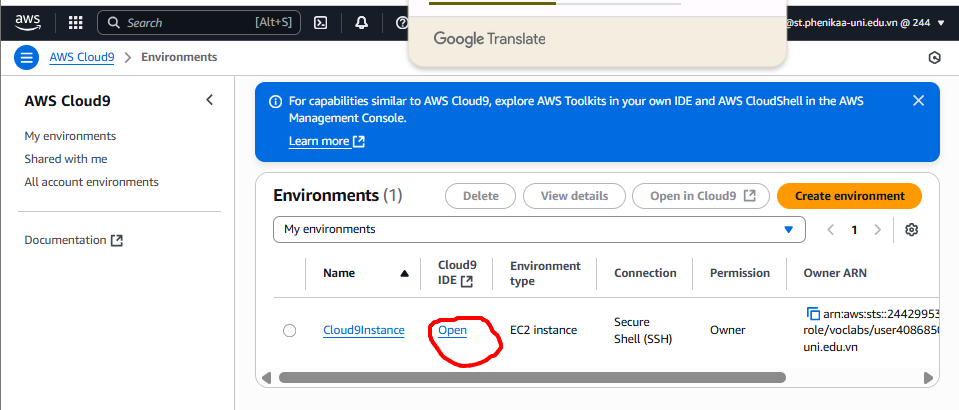 aws
Search
[Alt+S]
Google Translate
@st.phenikaa-uni.edu.vn @ 244
AWS Cloud9
Environments
AWS Cloud9
My environments
Shared with me
All account environments
Documentation
For capabilities similar to AWS Cloud9, explore AWS Toolkits in your own IDE and AWS CloudShell in the AWS
Management Console.
Learn more
Environments (1)
Delete
View details
Open in Cloud9
Create environment
My environments
1
Name
Cloud9
IDE
Environment
type
Connection
Permission
Owner ARN
Cloud9Instance
Open
EC2 instance
Secure
Shell (SSH)
Owner
arn:aws:sts::24429953
role/voclabs/user4086850
uni.edu.vn